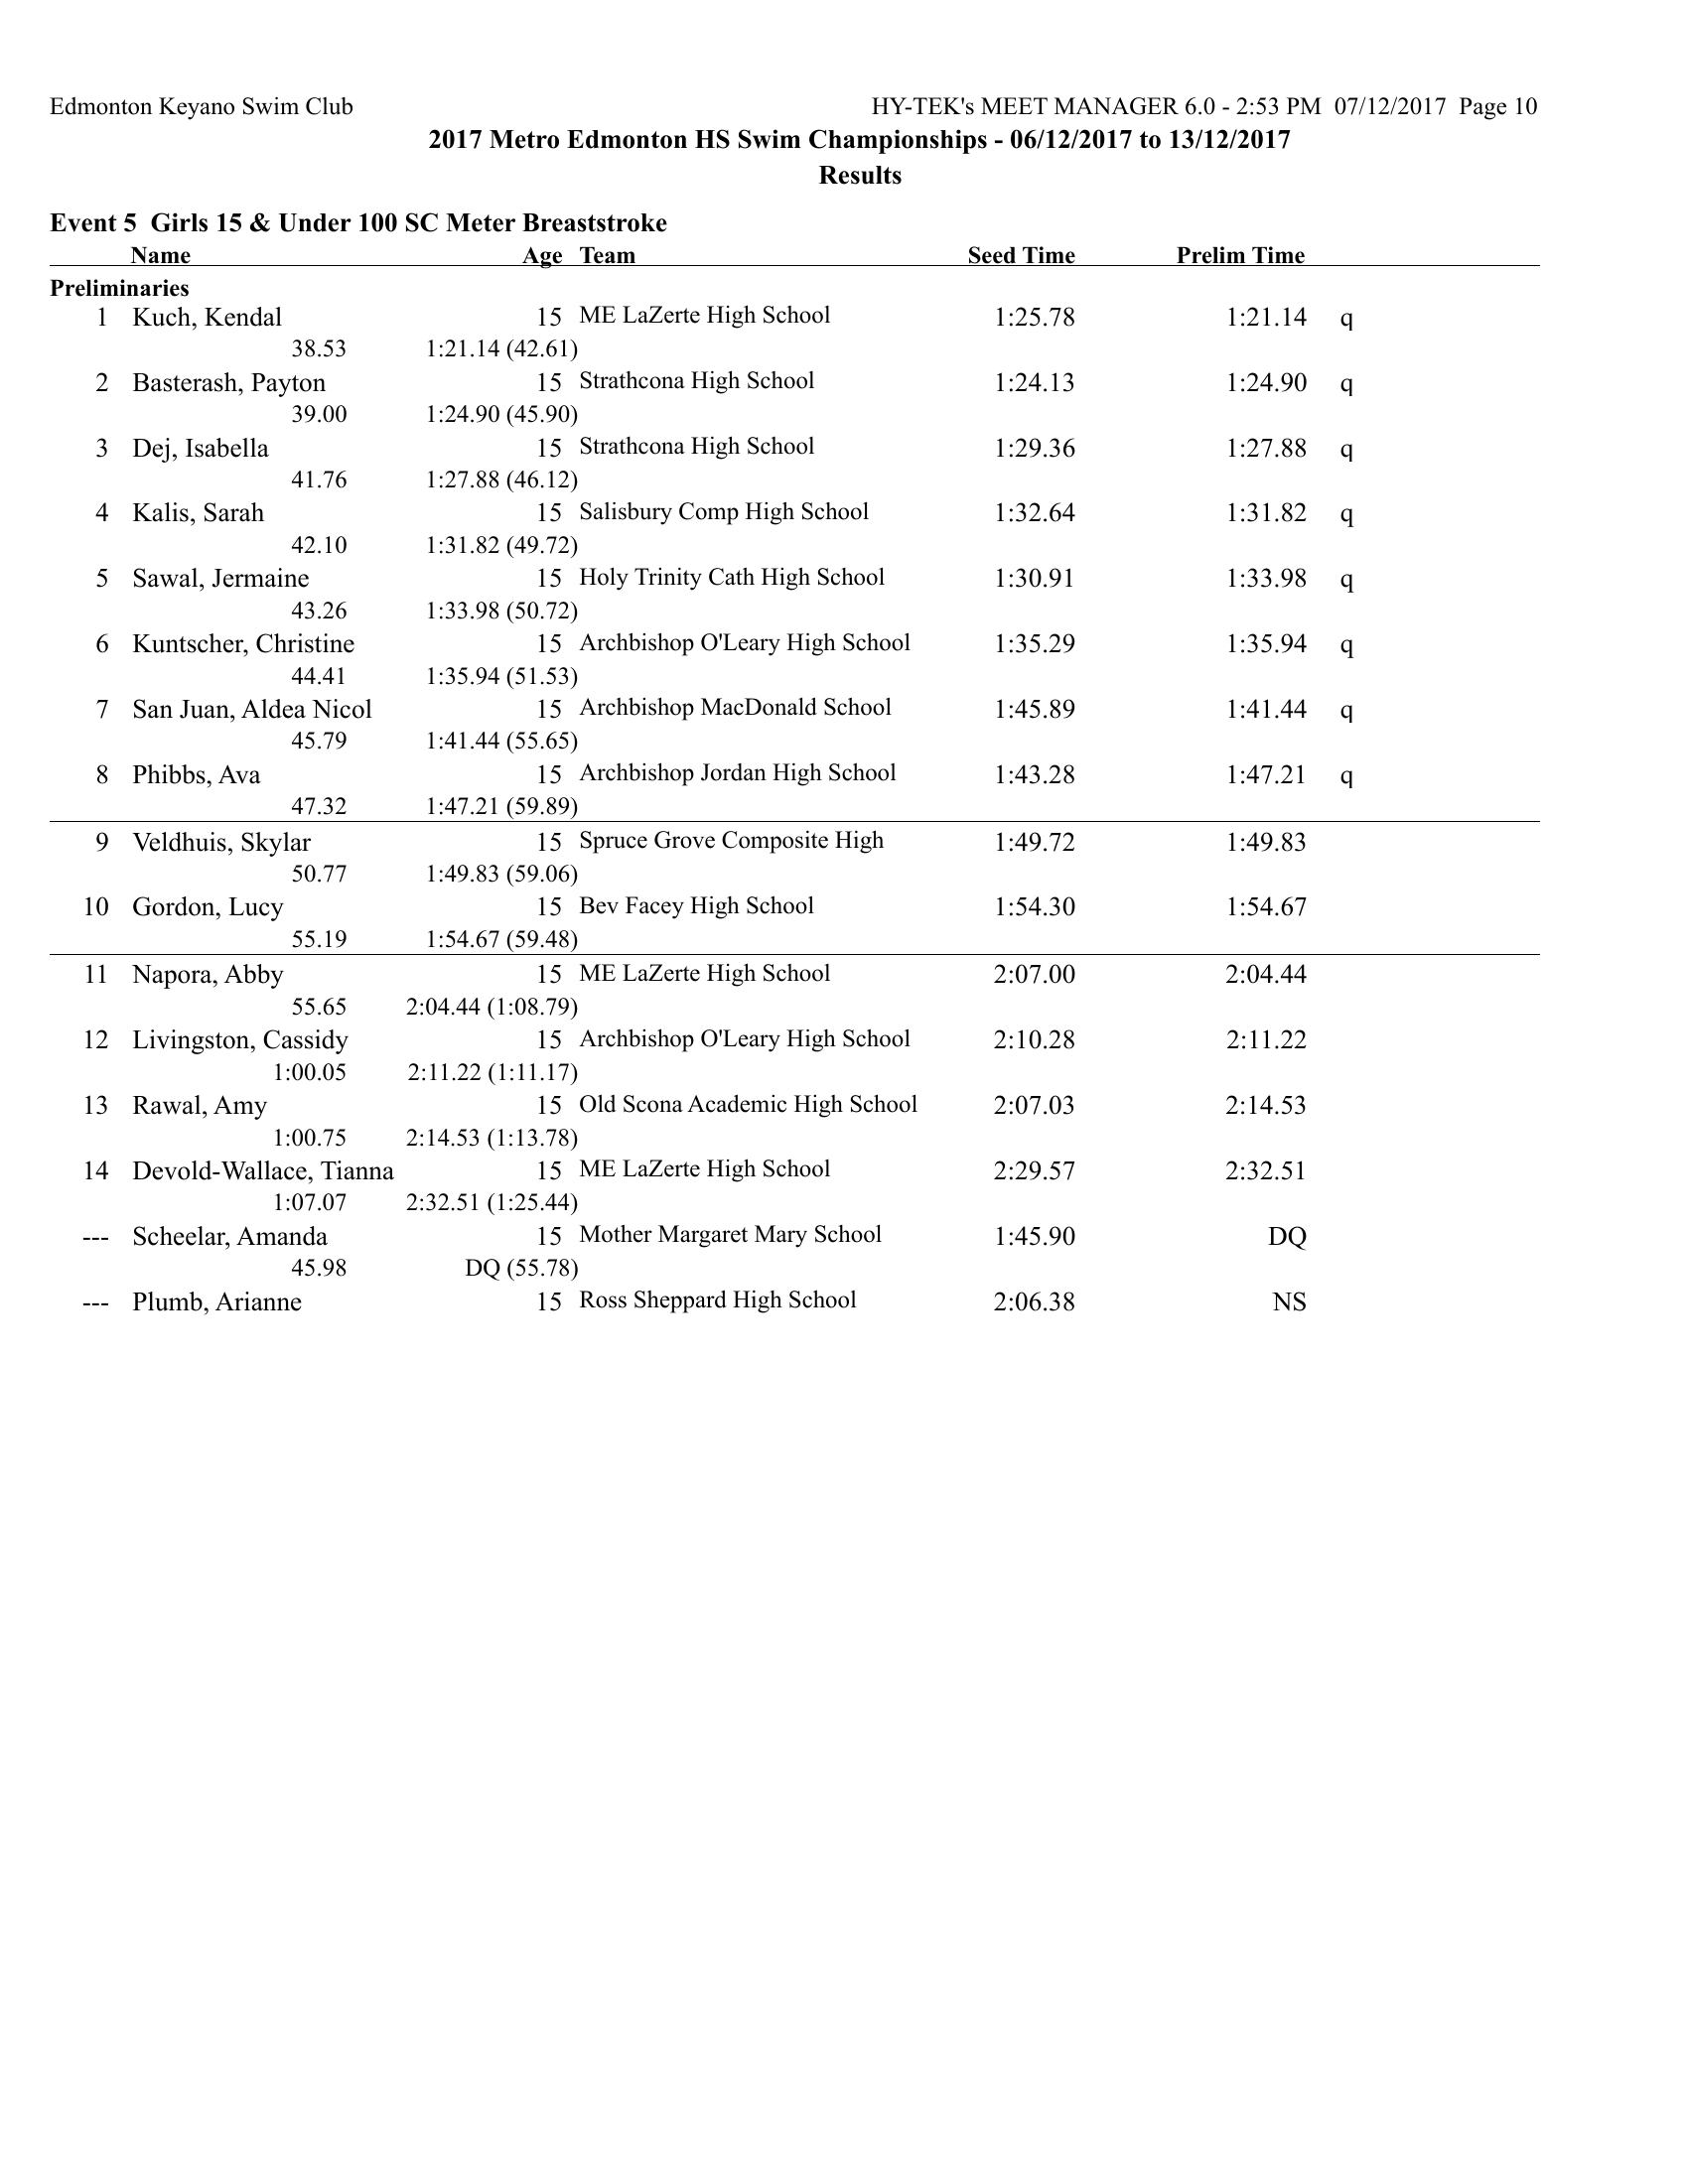 Edmonton Keyano Swim Club HY-TEK's MEET MANAGER 6.0 - 2:53 PM 07/12/2017 Page 10
2017 Metro Edmonton HS Swim Championships - 06/12/2017 to 13/12/2017
Results
Event 5 Girls 15 & Under 100 SC Meter Breaststroke
Name Age Team Seed Time Prelim Time
Preliminaries
1 Kuch, Kendal 15 ME LaZerte High School 1:25.78 1:21.14 q
38.53 1:21.14 (42.61)
2 Basterash, Payton 15 Strathcona High School 1:24.13 1:24.90 q
39.00 1:24.90 (45.90)
3 Dej, Isabella 15 Strathcona High School 1:29.36 1:27.88 q
41.76 1:27.88 (46.12)
4 Kalis, Sarah 15 Salisbury Comp High School 1:32.64 1:31.82 q
42.10 1:31.82 (49.72)
5 Sawal, Jermaine 15 Holy Trinity Cath High School 1:30.91 1:33.98 q
43.26 1:33.98 (50.72)
6 Kuntscher, Christine 15 Archbishop O'Leary High School 1:35.29 1:35.94 q
44.41 1:35.94 (51.53)
7 San Juan, Aldea Nicol 15 Archbishop MacDonald School 1:45.89 1:41.44 q
45.79 1:41.44 (55.65)
8 Phibbs, Ava 15 Archbishop Jordan High School 1:43.28 1:47.21 q
47.32 1:47.21 (59.89)
9 Veldhuis, Skylar 15 Spruce Grove Composite High 1:49.72 1:49.83
50.77 1:49.83 (59.06)
10 Gordon, Lucy 15 Bev Facey High School 1:54.30 1:54.67
55.19 1:54.67 (59.48)
11 Napora, Abby 15 ME LaZerte High School 2:07.00 2:04.44
55.65 2:04.44 (1:08.79)
12 Livingston, Cassidy 15 Archbishop O'Leary High School 2:10.28 2:11.22
1:00.05 2:11.22 (1:11.17)
13 Rawal, Amy 15 Old Scona Academic High School 2:07.03 2:14.53
1:00.75 2:14.53 (1:13.78)
14 Devold-Wallace, Tianna 15 ME LaZerte High School 2:29.57 2:32.51
1:07.07 2:32.51 (1:25.44)
--- Scheelar, Amanda 15 Mother Margaret Mary School 1:45.90 DQ
45.98 DQ (55.78)
--- Plumb, Arianne 15 Ross Sheppard High School 2:06.38 NS